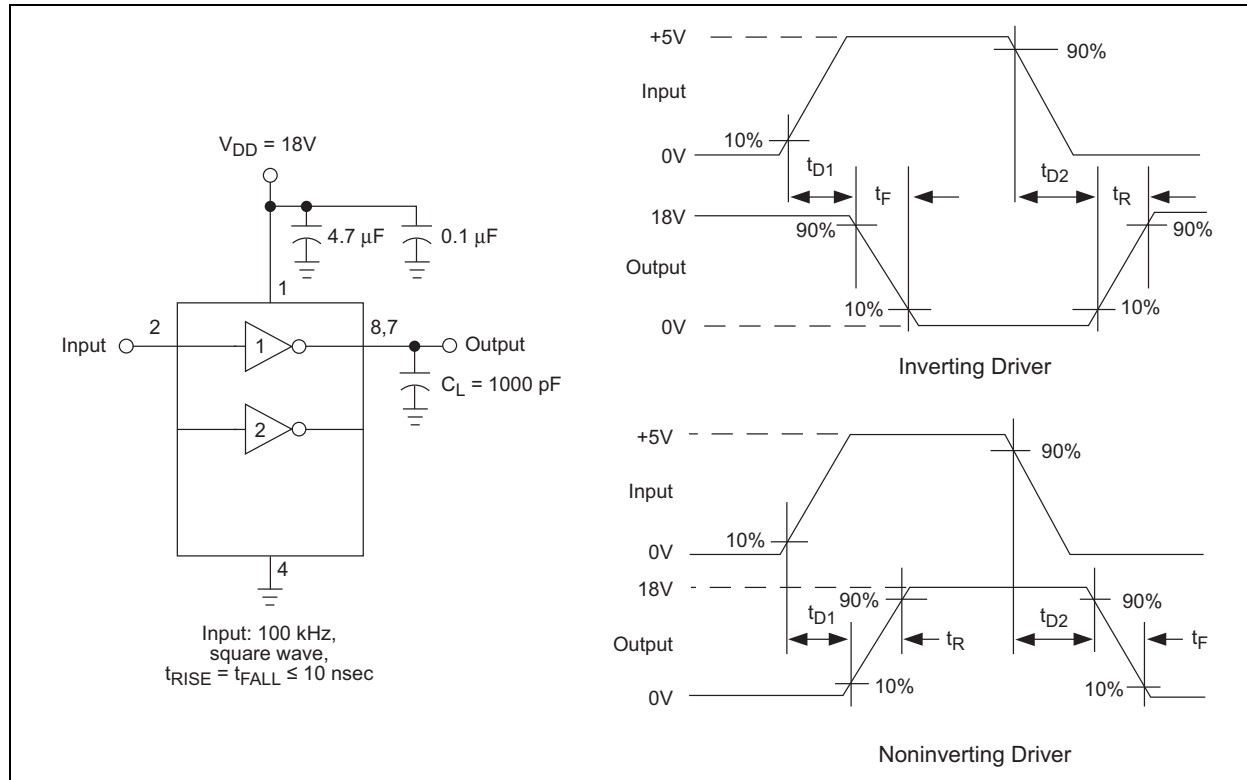 V_DD = 18V
4.7 µF
0.1 µF
1
2
8,7
Input
1
Output
C_L = 1000 pF
2
4
Input: 100 kHz,
square wave,
t_RISE = t_FALL ≤ 10 nsec
+5V
90%
Input
10%
0V
t_D1
t_F
t_D2
t_R
18V
90%
90%
Output
10%
10%
0V
Inverting Driver
+5V
90%
Input
10%
0V
18V
90%
90%
t_D1
t_R
t_D2
t_F
Output
10%
10%
0V
Noninverting Driver